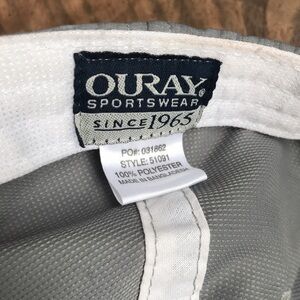 OURAY®
SPORTSWEAR
SINCE 1965
PO#: 031862
STYLE: 51091
100% POLYESTER
MADE IN BANGLADESH